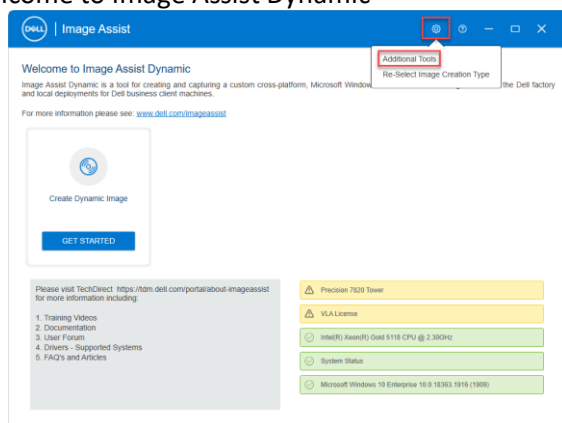 come to Image Assist Dynamic
DELL | Image Assist
Additional Tools
Re-Select Image Creation Type
Welcome to Image Assist Dynamic
Image Assist Dynamic is a tool for creating and capturing a custom cross-platform, Microsoft Window the Dell factory
and local deployments for Dell business client machines.
For more information please see: www.dell.com/imageassist
Create Dynamic Image
GET STARTED
Please visit TechDirect https://tdm.dell.com/portal/about-imageassist
for more information including:
1. Training Videos
2. Documentation
3. User Forum
4. Drivers - Supported Systems
5. FAQ's and Articles
Precision 7820 Tower
VLA License
Intel(R) Xeon(R) Gold 5118 CPU @ 2.30GHz
System Status
Microsoft Windows 10 Enterprise 10.0.18363.1916 (1909)